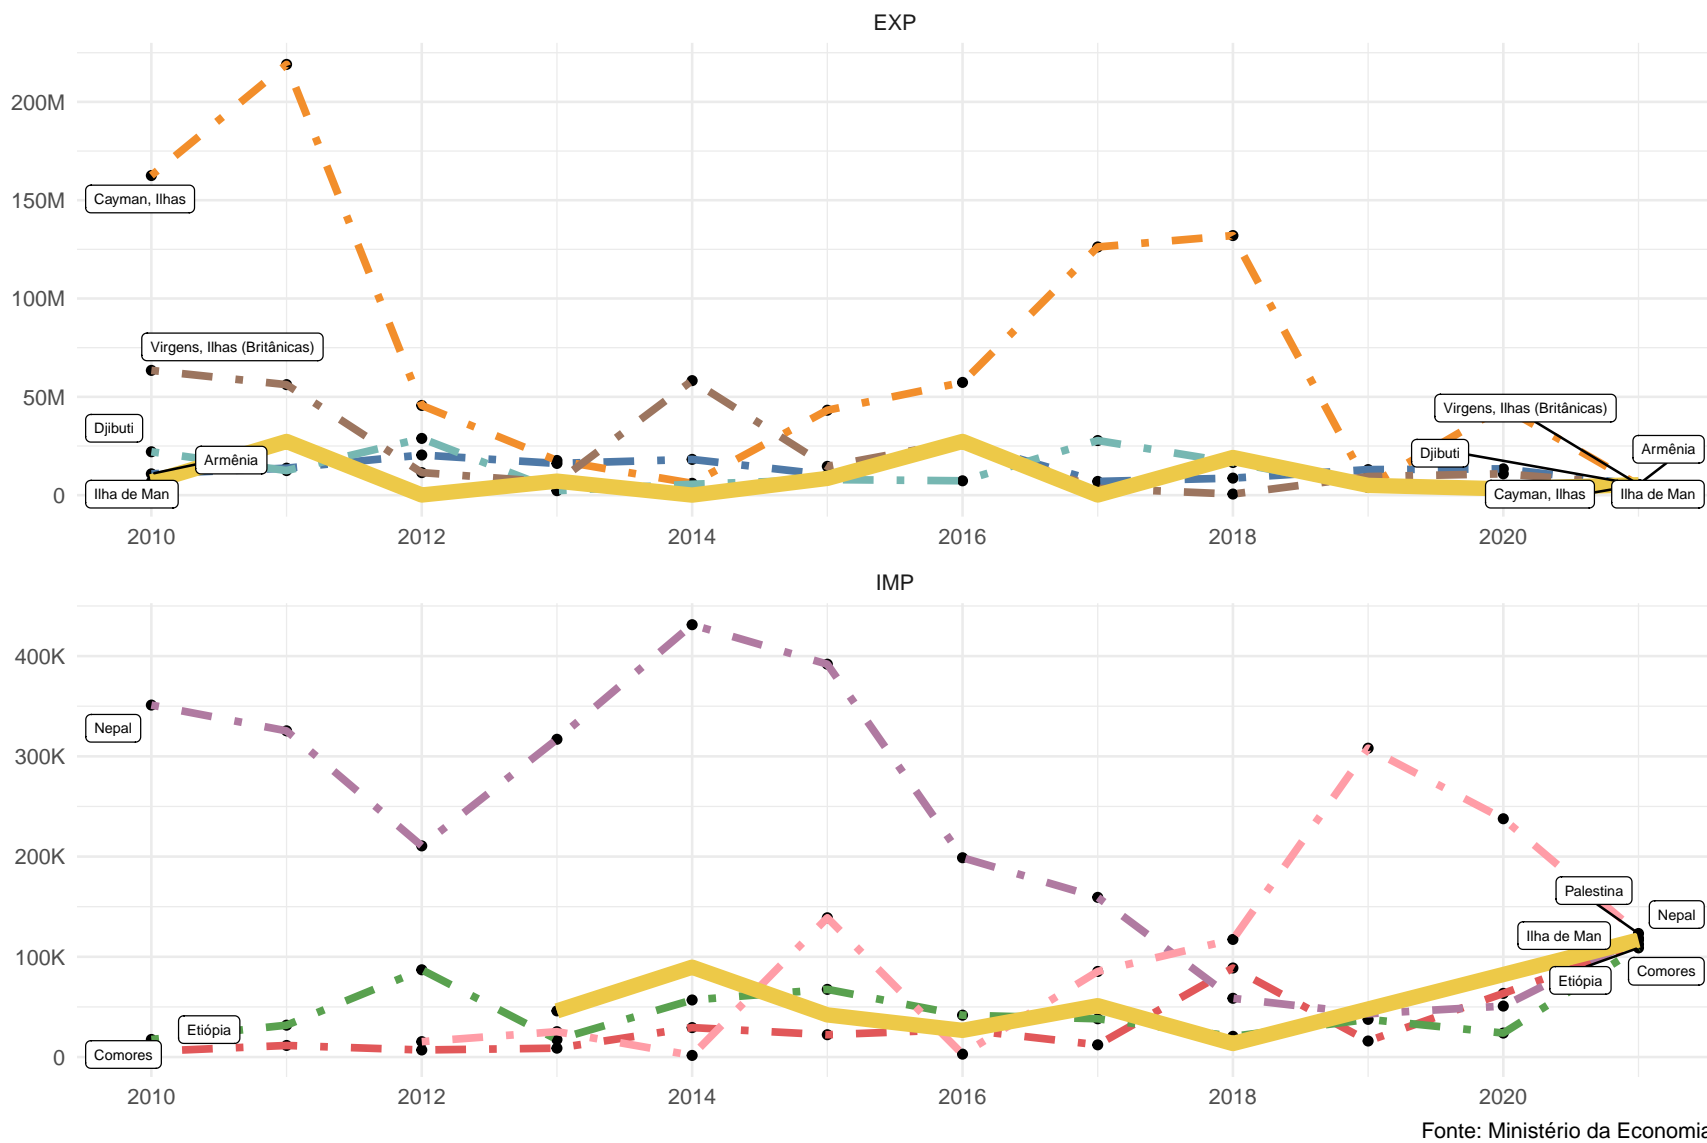 EXP
200M
150M
100M
50M
0
Cayman, Ilhas
Virgens, Ilhas (Britânicas)
Djibuti
Armênia
Ilha de Man
Virgens, Ilhas (Britânicas)
Djibuti
Armênia
Cayman, Ilhas
Ilha de Man
2010
2012
2014
2016
2018
2020
IMP
400K
300K
200K
100K
0
Nepal
Etiópia
Comores
Palestina
Nepal
Ilha de Man
Etiópia
Comores
2010
2012
2014
2016
2018
2020
Fonte: Ministério da Economia